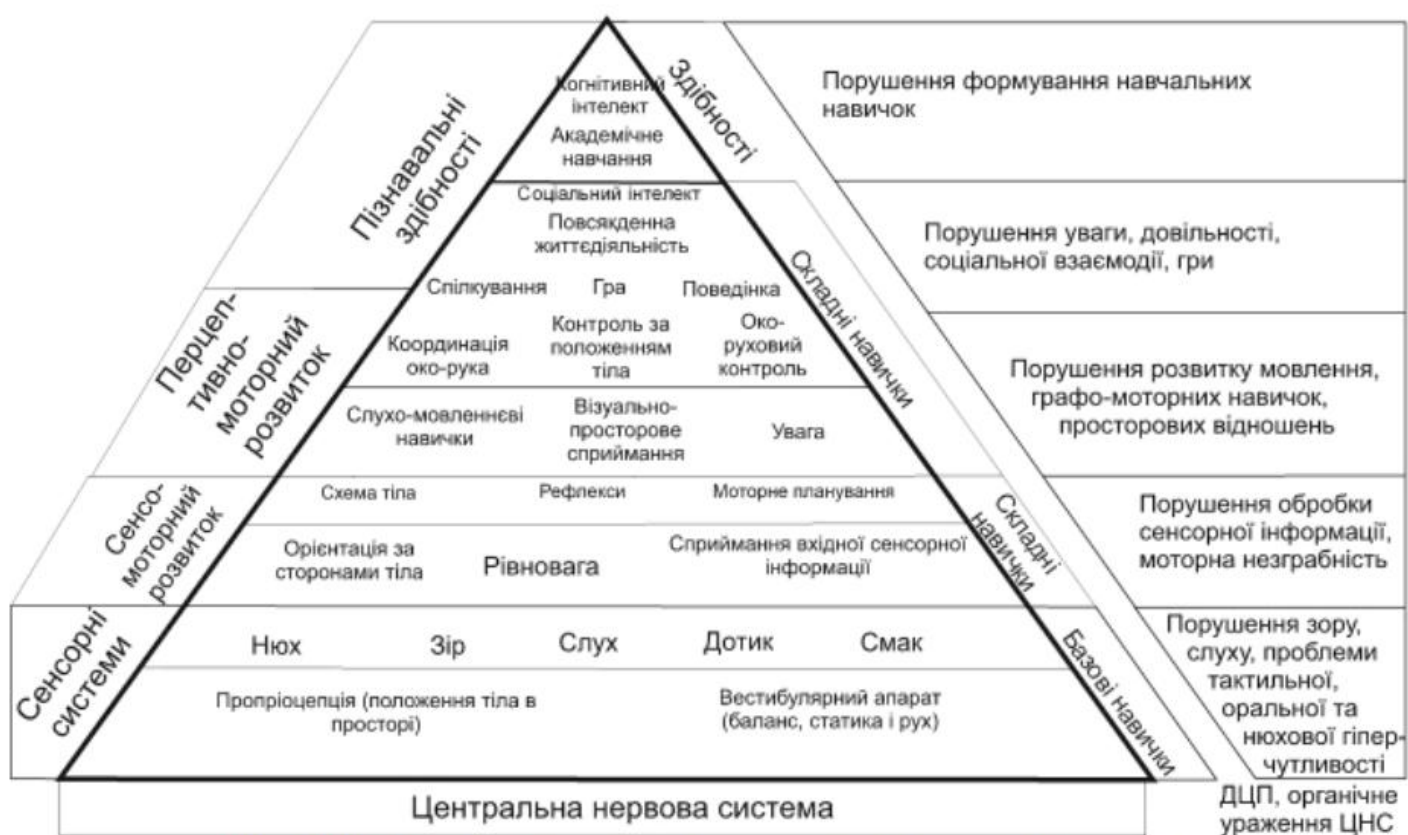 Пізнавальні
здібності
Когнитивний
інтелект
Академічне
навчання
Здібності
Порушення формування навчальних
навичок
Соціальний інтелект
Повсякденна
життєдіяльність
Спілкування Гра Поведінка
Складні навички
Порушення уваги, довільності,
соціальної взаємодії, гри
Перцеп-
тивно-
моторний
розвиток
Координація
око-рука
Контроль за
положенням
тіла
Око-
руховий
контроль
Слухо-мовленнєві
навички
Візуально-
просторове
сприймання
Увага
Порушення розвитку мовлення,
графо-моторних навичок,
просторових відношень
Сенсо-
моторний
розвиток
Схема тіла Рефлекси Моторне планування
Орієнтація за
сторонами тіла
Рівновага
Сприймання вхідної сенсорної
інформації
Складні
навички
Порушення обробки
сенсорної інформації,
моторна незграбність
Сенсорні
системи
Нюх Зір Слух Дотик Смак
Пропріоцепція (положення тіла в
просторі)
Вестибулярний апарат
(баланс, статика і рух)
Базові навички
Порушення зору,
слуху, проблеми
тактильної,
оральної та
нюхової гіпер-
чутливості
Центральна нервова система
ДЦП, органічне
ураження ЦНС